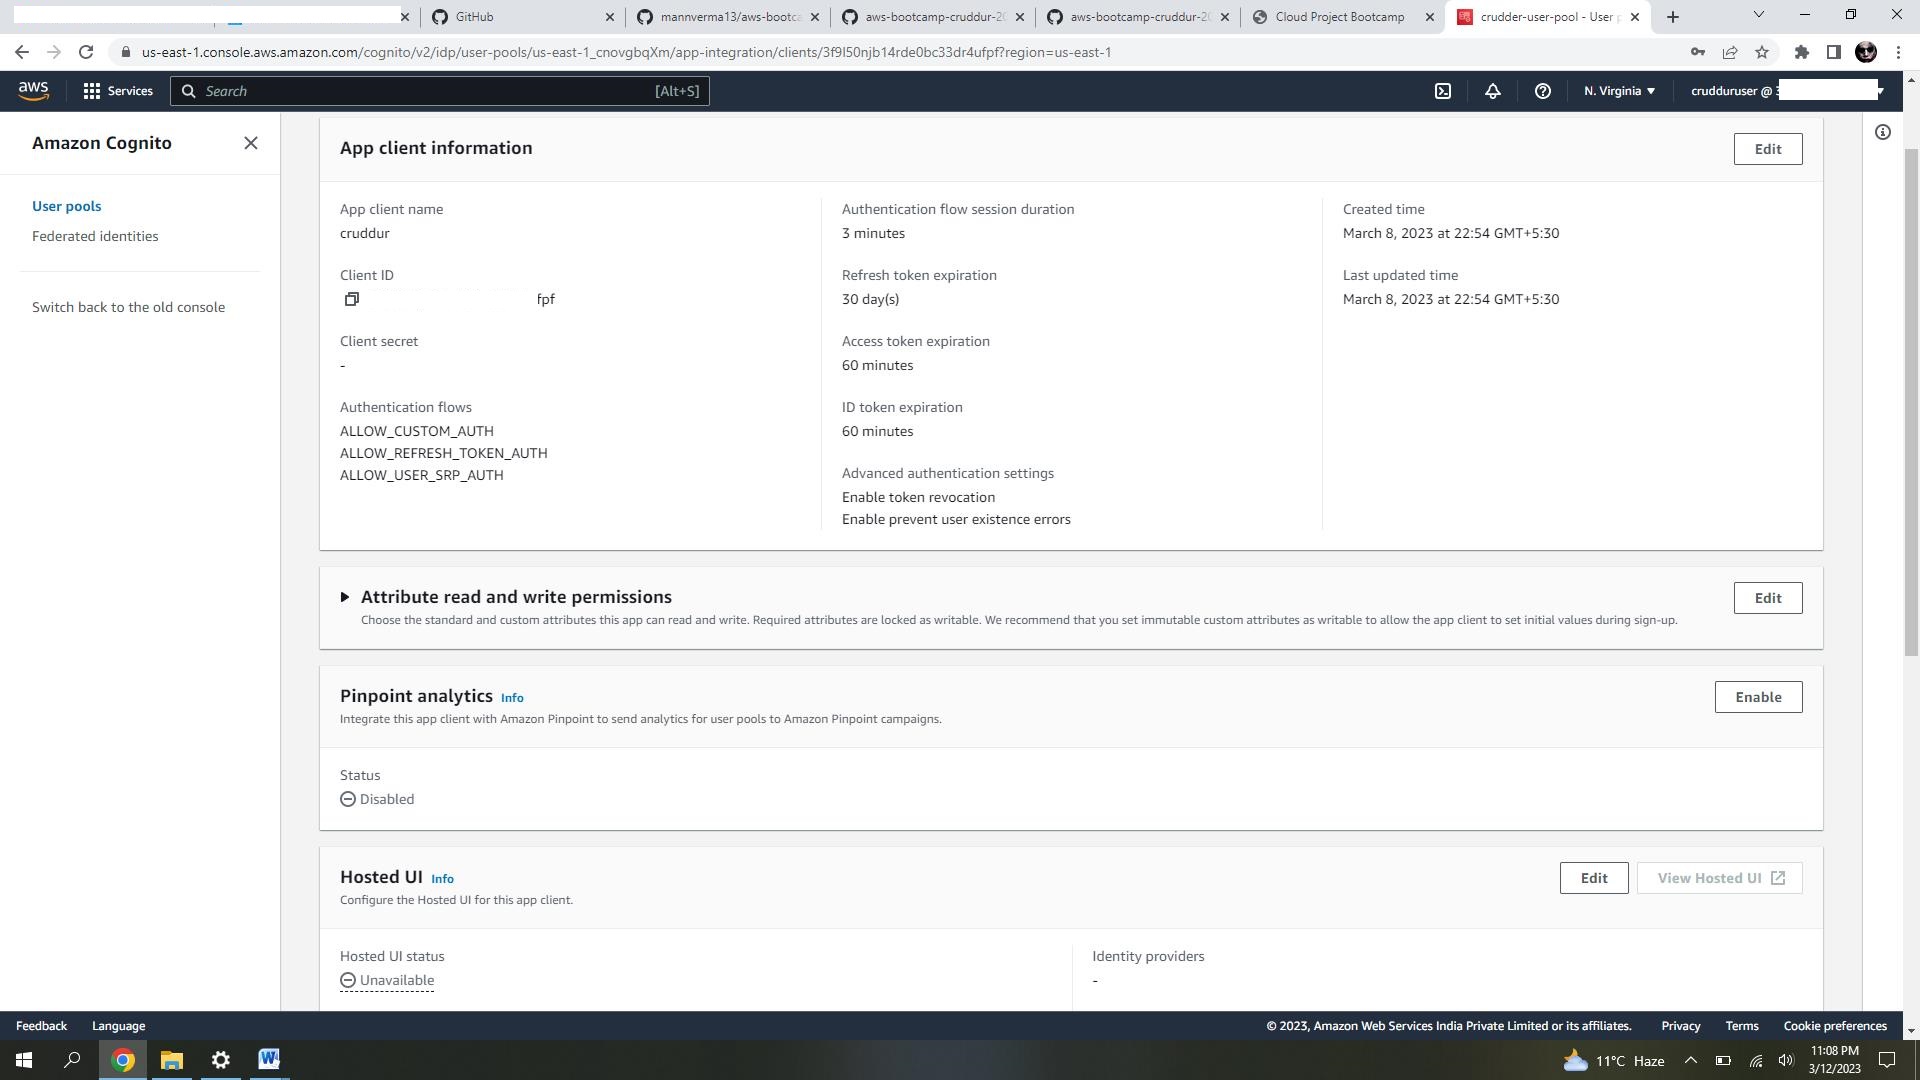 GitHub
mannverma13/aws-bootca
aws-bootcamp-cruddur-20
aws-bootcamp-cruddur-20
Cloud Project Bootcamp
crudder-user-pool - User p
us-east-1.console.aws.amazon.com/cognito/v2/idp/user-pools/us-east-1_cnovgbqXm/app-integration/clients/3f9l50njb14rde0bc33dr4ufpf?region=us-east-1
aws
Services
Search
[Alt+S]
N. Virginia
crudduruser @
Amazon Cognito
User pools
Federated identities
Switch back to the old console
App client information
Edit
App client name
cruddur
Client ID
fpf
Client secret
-
Authentication flows
ALLOW_CUSTOM_AUTH
ALLOW_REFRESH_TOKEN_AUTH
ALLOW_USER_SRP_AUTH
Authentication flow session duration
3 minutes
Refresh token expiration
30 day(s)
Access token expiration
60 minutes
ID token expiration
60 minutes
Advanced authentication settings
Enable token revocation
Enable prevent user existence errors
Created time
March 8, 2023 at 22:54 GMT+5:30
Last updated time
March 8, 2023 at 22:54 GMT+5:30
Attribute read and write permissions
Edit
Choose the standard and custom attributes this app can read and write. Required attributes are locked as writable. We recommend that you set immutable custom attributes as writable to allow the app client to set initial values during sign-up.
Pinpoint analytics Info
Enable
Integrate this app client with Amazon Pinpoint to send analytics for user pools to Amazon Pinpoint campaigns.
Status
Disabled
Hosted UI Info
Edit
View Hosted UI
Configure the Hosted UI for this app client.
Hosted UI status
Unavailable
Identity providers
-
Feedback
Language
© 2023, Amazon Web Services India Private Limited or its affiliates.
Privacy
Terms
Cookie preferences
11°C Haze
11:08 PM
3/12/2023